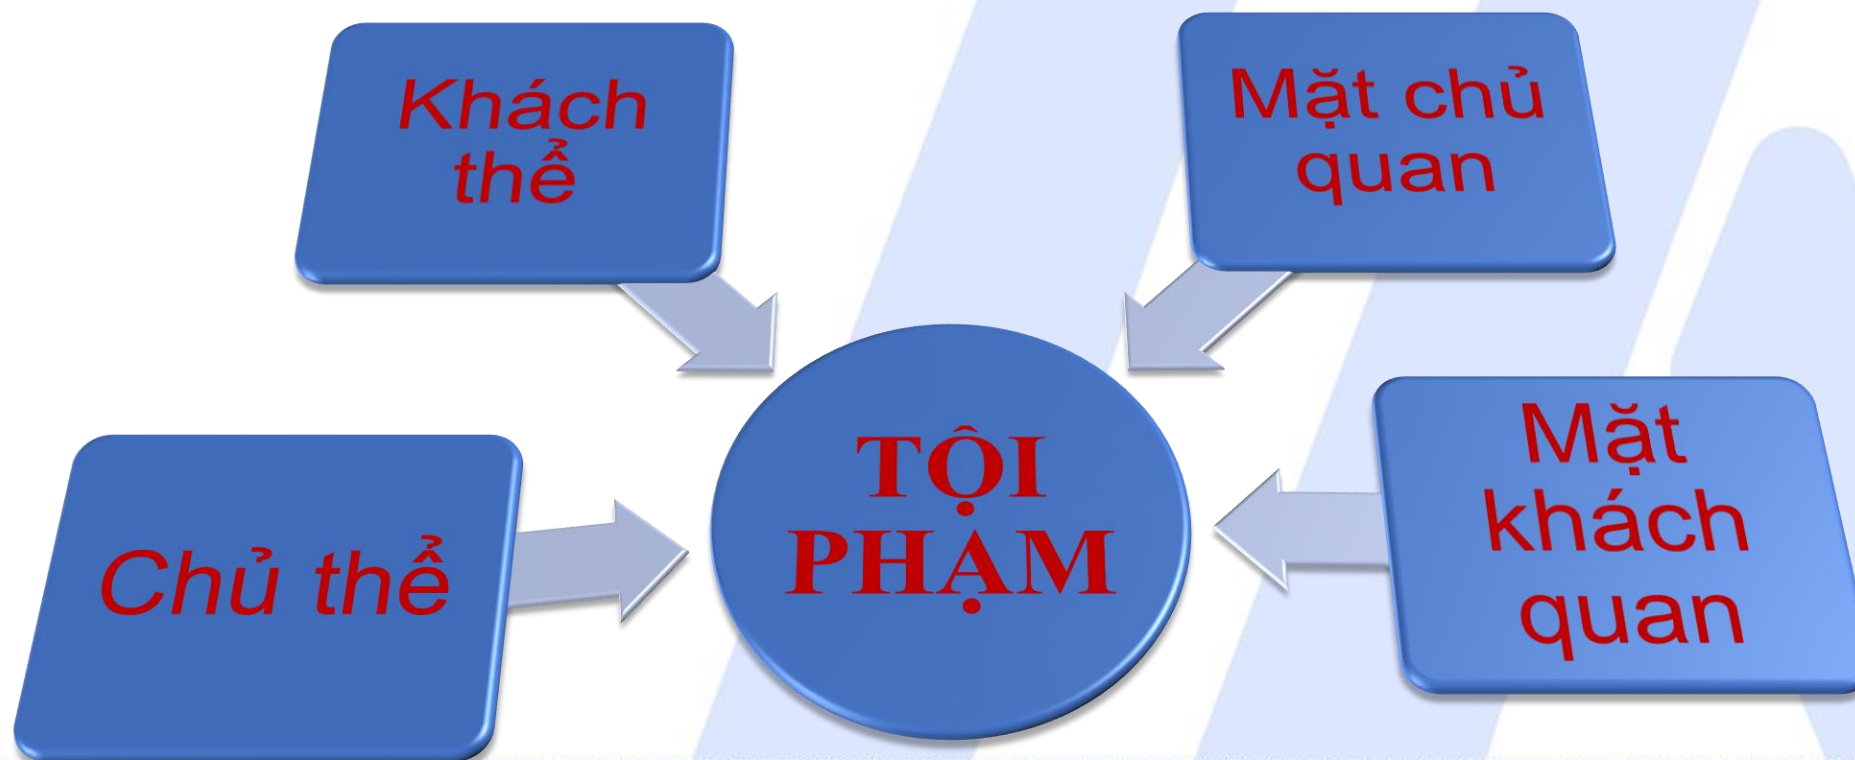 Khách
thể
Mặt chủ
quan
Chủ thể
TỘI
PHẠM
Mặt
khách
quan